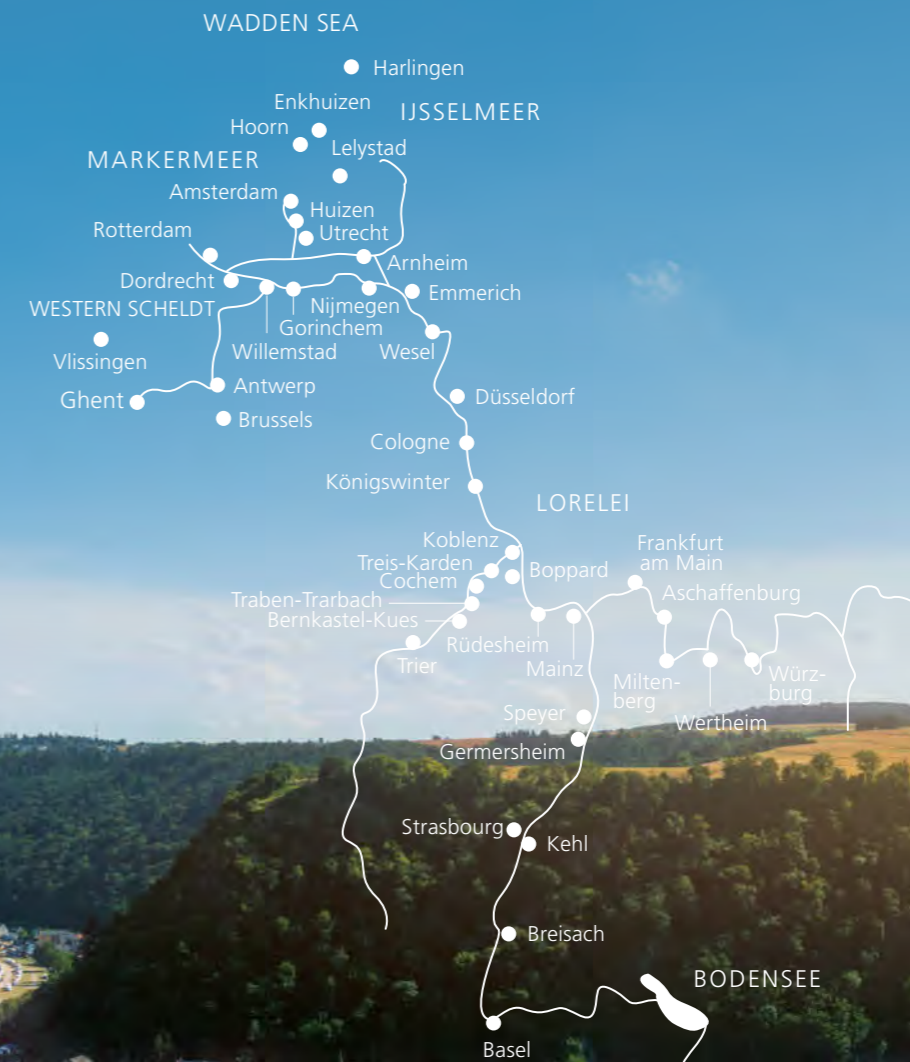 WADDEN SEA
Harlingen
Enkhuizen
IJSSELMEER
Hoorn
Lelystad
MARKERMEER
Amsterdam
Huizen
Rotterdam
Utrecht
Arnheim
Dordrecht
Emmerich
WESTERN SCHELDT
Nijmegen
Gorinchem
Willemstad
Wesel
Vlissingen
Antwerp
Ghent
Düsseldorf
Brussels
Cologne
Königswinter
LORELEI
Koblenz
Frankfurt
am Main
Treis-Karden
Boppard
Cochem
Aschaffenburg
Traben-Trarbach
Bernkastel-Kues
Rüdesheim
Trier
Mainz
Milten-
berg
Würz-
burg
Speyer
Wertheim
Germersheim
Strasbourg
Kehl
Breisach
BODENSEE
Basel